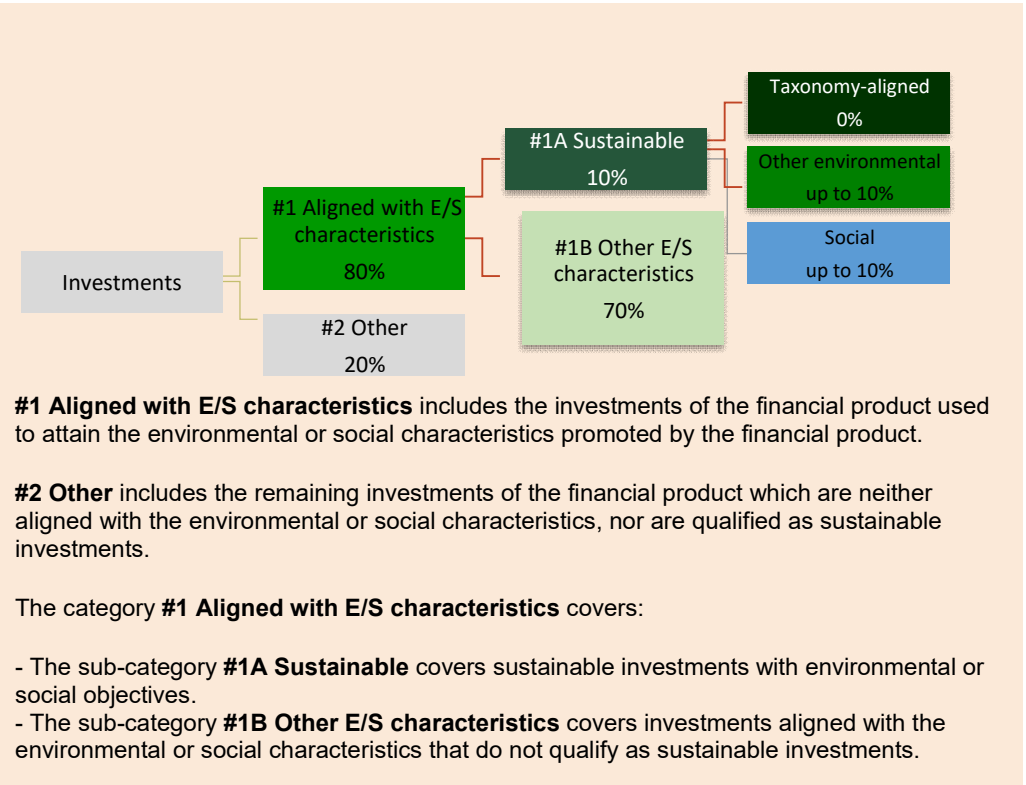 Taxonomy-aligned
0%
#1A Sustainable
10%
Other environmental
up to 10%
#1 Aligned with E/S
characteristics
80%
Social
up to 10%
#1B Other E/S
characteristics
70%
Investments
#2 Other
20%
#1 Aligned with E/S characteristics includes the investments of the financial product used
to attain the environmental or social characteristics promoted by the financial product.
#2 Other includes the remaining investments of the financial product which are neither
aligned with the environmental or social characteristics, nor are qualified as sustainable
investments.
The category #1 Aligned with E/S characteristics covers:
- The sub-category #1A Sustainable covers sustainable investments with environmental or
social objectives.
- The sub-category #1B Other E/S characteristics covers investments aligned with the
environmental or social characteristics that do not qualify as sustainable investments.